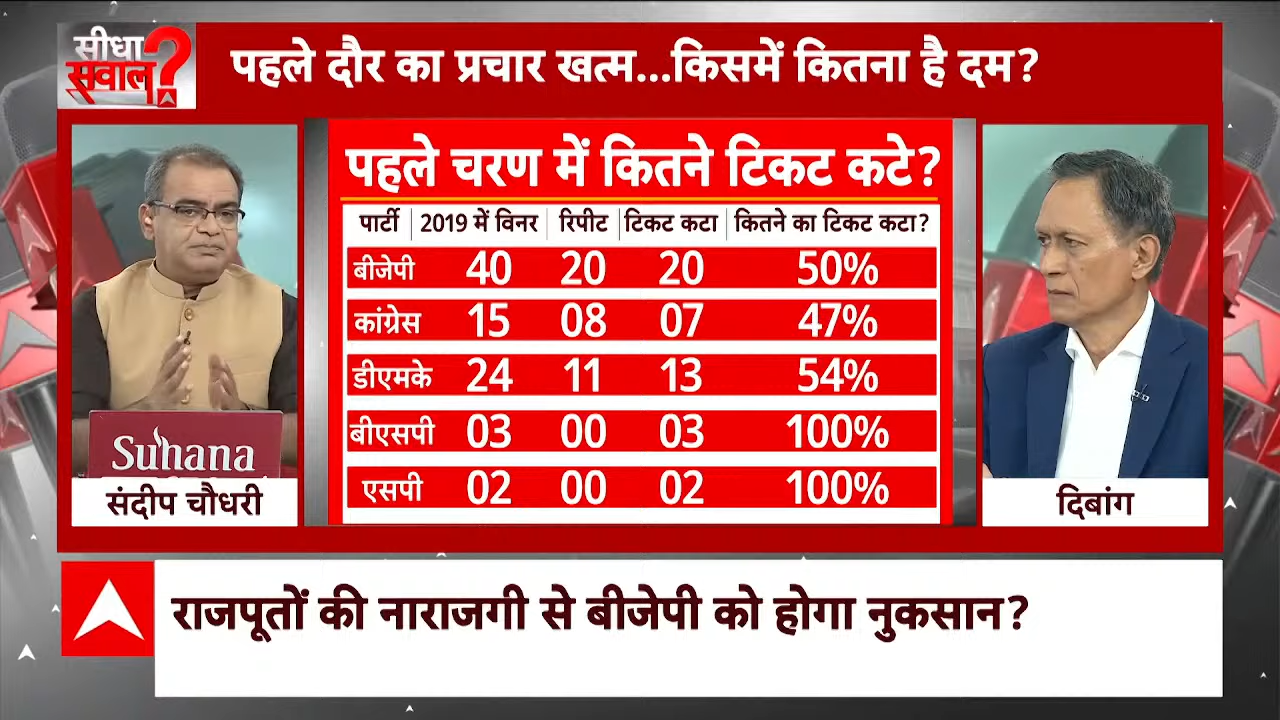 सीधा
सवाल?
पहले दौर का प्रचार खत्म...किसमें कितना है दम?
पहले चरण में कितने टिकट कटे?
पार्टी 2019 में विनर रिपीट टिकट कटा कितने का टिकट कटा?
बीजेपी 40 20 20 50%
कांग्रेस 15 08 07 47%
डीएमके 24 11 13 54%
बीएसपी 03 00 03 100%
एसपी 02 00 02 100%
Suhana
संदीप चौधरी
दिबांग
राजपूतों की नाराजगी से बीजेपी को होगा नुकसान?